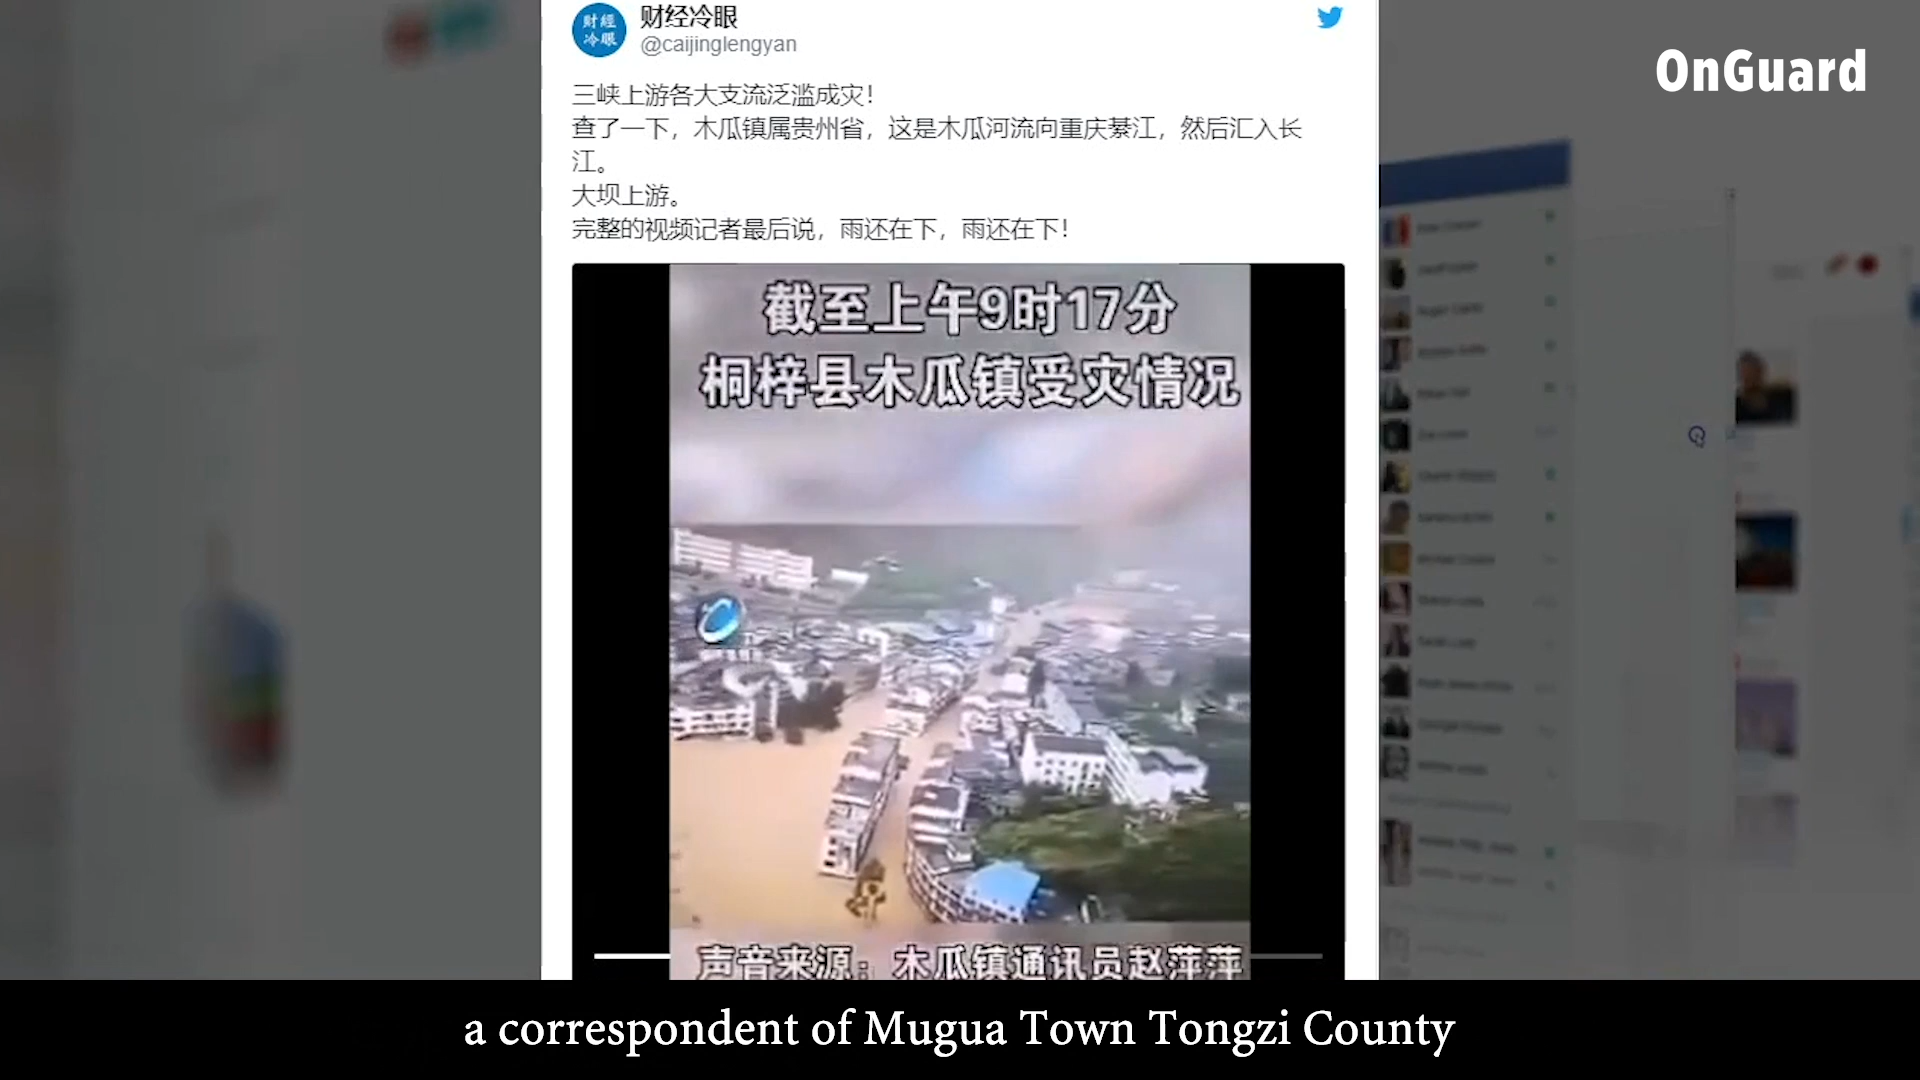 财经冷眼
@caijinglengyan
财經
冷眼
OnGuard
三峡上游各大支流泛滥成灾！
查了一下，木瓜镇属贵州省，这是木瓜河流向重庆綦江，然后汇入长
江。
大坝上游。
完整的视频记者最后说，雨还在下，雨还在下！
截至上午9时17分
桐梓县木瓜镇受灾情况
声音来源：木瓜镇通讯员赵萍萍
a correspondent of Mugua Town Tongzi County